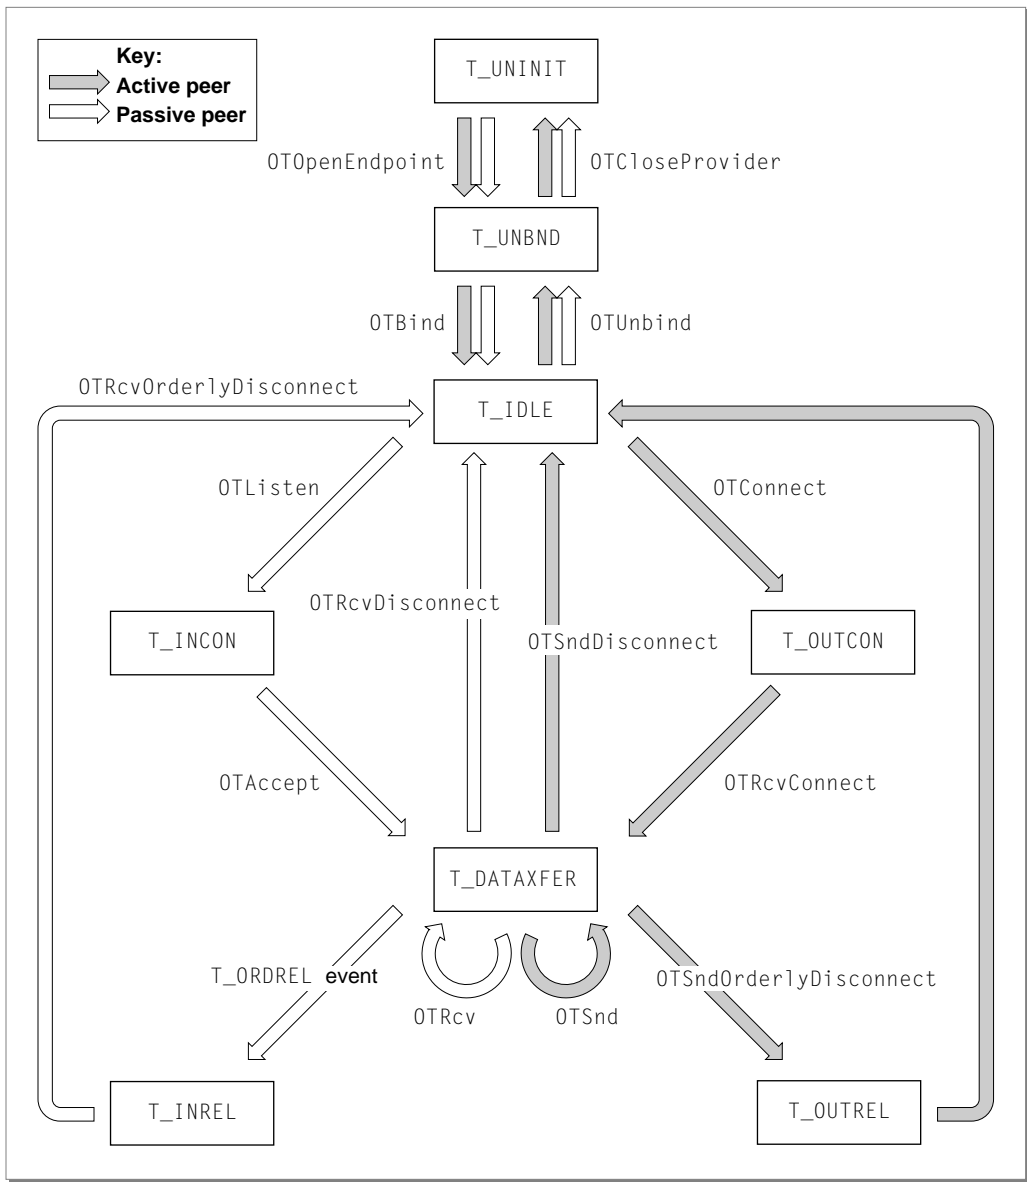 Key:
Active peer
Passive peer
T_UNINIT
OTOpenEndpoint
OTCloseProvider
T_UNBND
OTBind
OTUnbind
OTRcvOrderlyDisconnect
T_IDLE
OTListen
OTConnect
OTRcvDisconnect
OTSndDisconnect
T_INCON
T_OUTCON
OTAccept
OTRcvConnect
T_DATAXFER
T_ORDREL event
OTSndOrderlyDisconnect
OTRcv
OTSnd
T_INREL
T_OUTREL